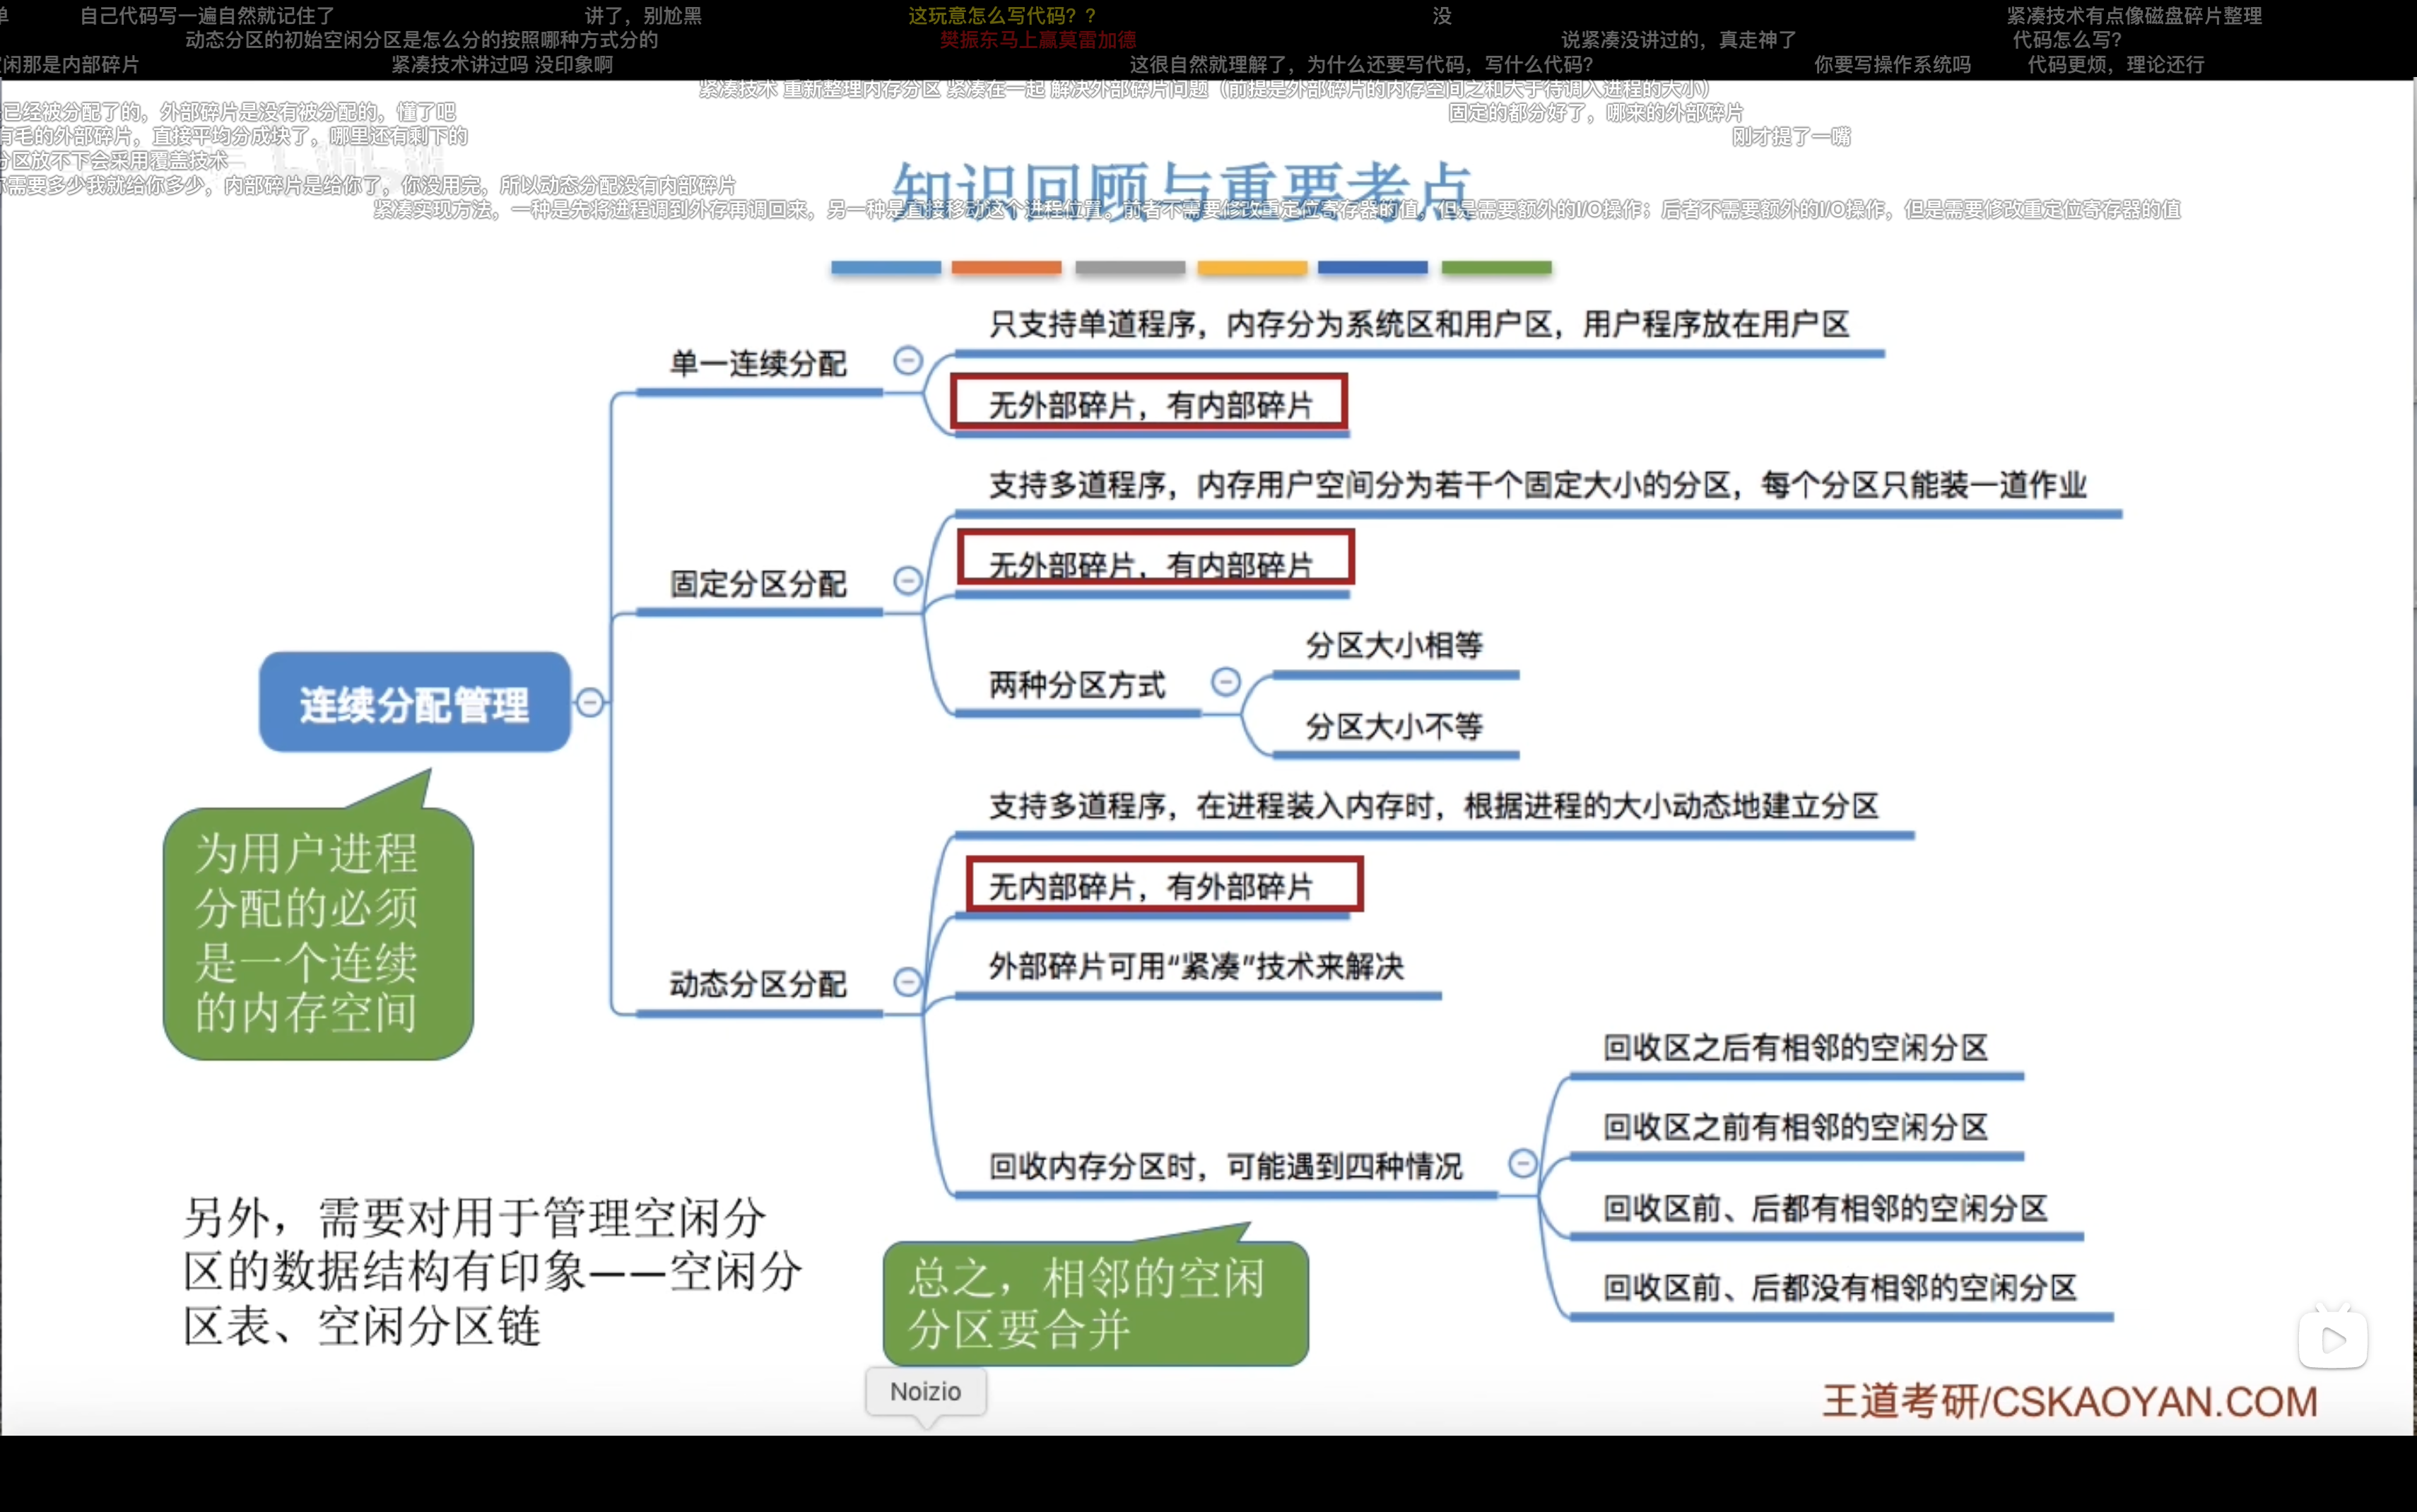 自己代码写一遍自然就记住了
讲了，别尬黑
这玩意怎么写代码？？
没
紧凑技术有点像磁盘碎片整理
动态分区的初始空闲分区是怎么分的按照哪种方式分的
樊振东马上赢莫雷加德
说紧凑没讲过的，真走神了
代码怎么写？
闲那是内部碎片
紧凑技术讲过吗 没印象啊
这很自然就理解了，为什么还要写代码，写什么代码？
你要写操作系统吗
代码更烦，理论还行
紧凑技术 重新整理内存分区 紧凑在一起 解决外部碎片问题（前提是外部碎片的内存空间之和大于待调入进程的大小）
已经被分配了的，外部碎片是没有被分配的，懂了吧
固定的都分好了，哪来的外部碎片
有毛的外部碎片，直接平均分成块了，哪里还有剩下的
刚才提了一嘴
分区放不下会采用覆盖技术
需要多少我就给你多少，内部碎片是给你了，你没用完，所以动态分配没有内部碎片
知识回顾与重要考点
紧凑实现方法，一种是先将进程调到外存再调回来，另一种是直接移动这个进程位置。前者不需要修改重定位寄存器的值，但是需要额外的I/O操作；后者不需要额外的I/O操作，但是需要修改重定位寄存器的值
连续分配管理
为用户进程
分配的必须
是一个连续
的内存空间
单一连续分配
只支持单道程序，内存分为系统区和用户区，用户程序放在用户区
无外部碎片，有内部碎片
固定分区分配
支持多道程序，内存用户空间分为若干个固定大小的分区，每个分区只能装一道作业
无外部碎片，有内部碎片
两种分区方式
分区大小相等
分区大小不等
动态分区分配
支持多道程序，在进程装入内存时，根据进程的大小动态地建立分区
无内部碎片，有外部碎片
外部碎片可用“紧凑”技术来解决
回收内存分区时，可能遇到四种情况
回收区之后有相邻的空闲分区
回收区之前有相邻的空闲分区
回收区前、后都有相邻的空闲分区
回收区前、后都没有相邻的空闲分区
总之，相邻的空闲
分区要合并
另外，需要对用于管理空闲分
区的数据结构有印象——空闲分
区表、空闲分区链
Noizio
王道考研/CSKAOYAN.COM